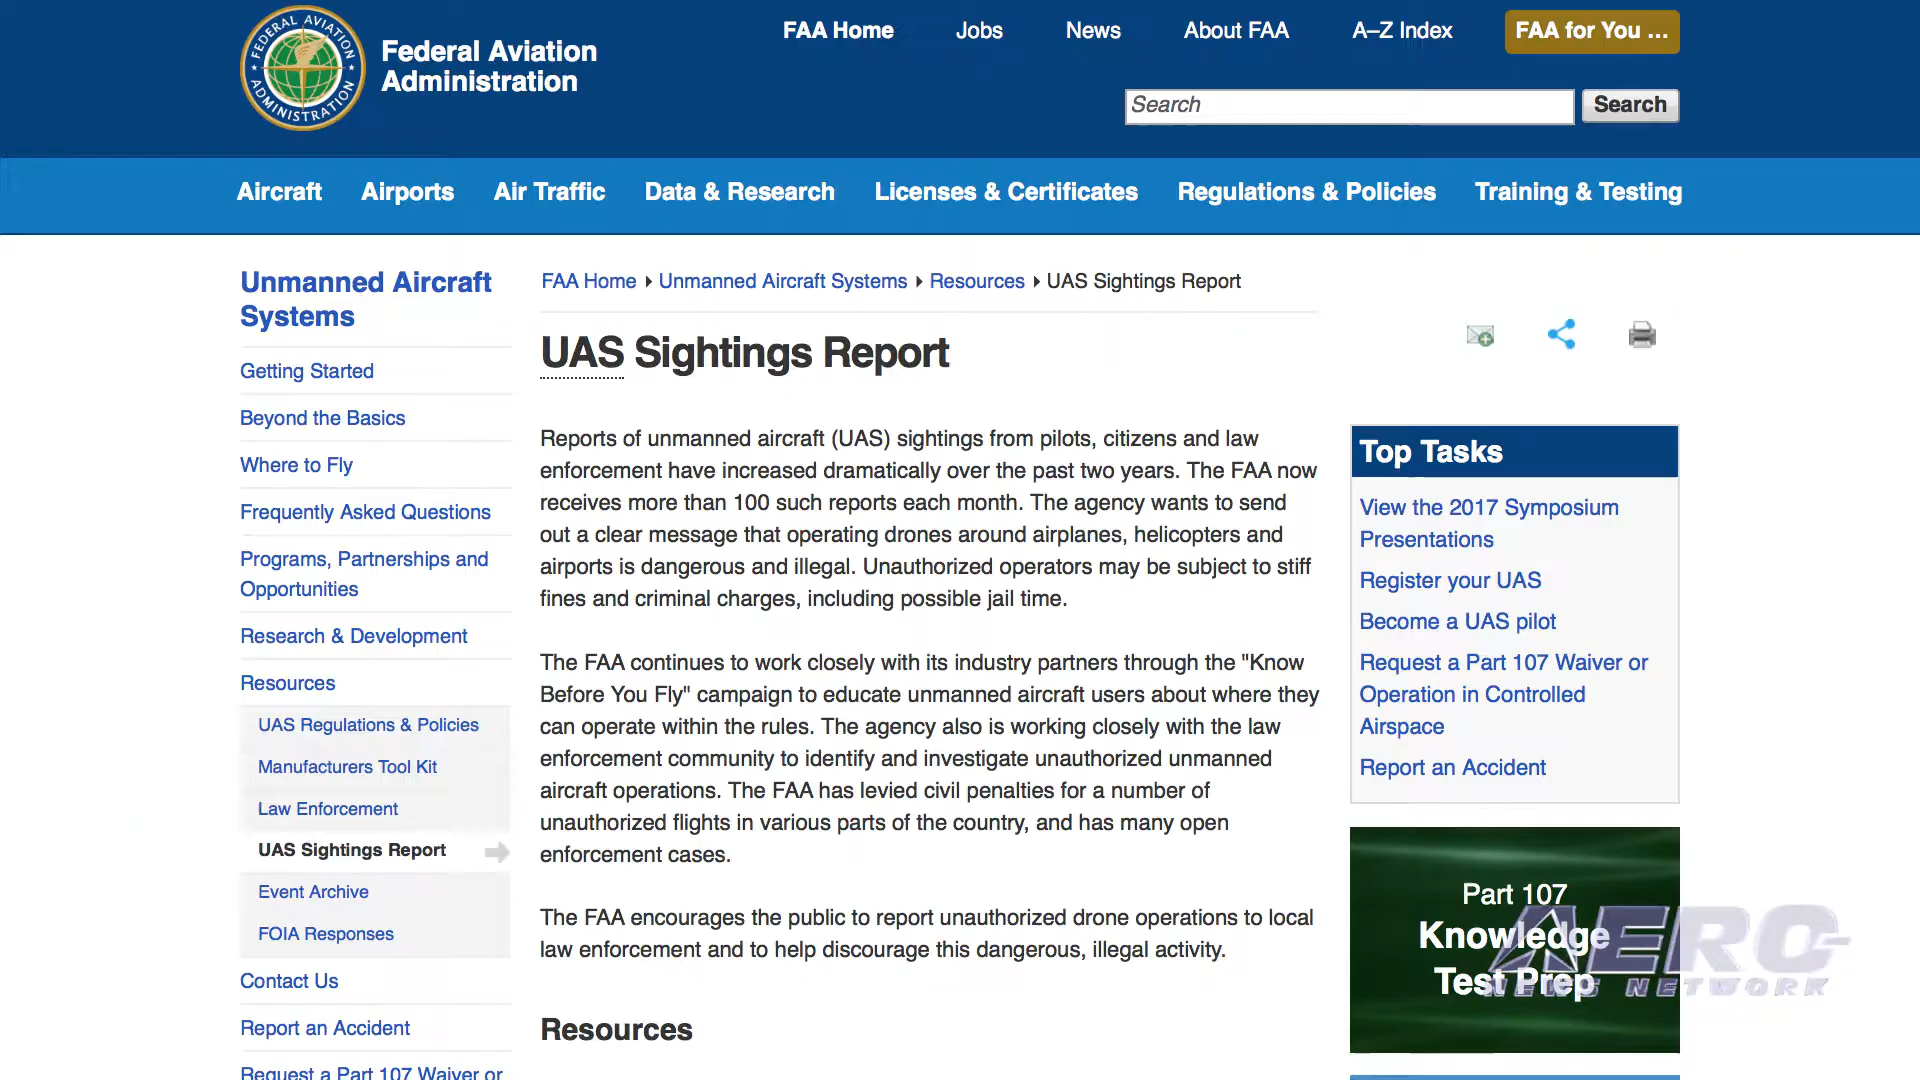 FEDERAL AVIATION
ADMINISTRATION
Federal Aviation
Administration
FAA Home
Jobs
News
About FAA
A–Z Index
FAA for You ...
Search
Search
Aircraft
Airports
Air Traffic
Data & Research
Licenses & Certificates
Regulations & Policies
Training & Testing
Unmanned Aircraft
Systems
Getting Started
Beyond the Basics
Where to Fly
Frequently Asked Questions
Programs, Partnerships and
Opportunities
Research & Development
Resources
UAS Regulations & Policies
Manufacturers Tool Kit
Law Enforcement
UAS Sightings Report
Event Archive
FOIA Responses
Contact Us
Report an Accident
Request a Part 107 Waiver or
FAA Home
Unmanned Aircraft Systems
Resources
UAS Sightings Report
UAS Sightings Report
Reports of unmanned aircraft (UAS) sightings from pilots, citizens and law
enforcement have increased dramatically over the past two years. The FAA now
receives more than 100 such reports each month. The agency wants to send
out a clear message that operating drones around airplanes, helicopters and
airports is dangerous and illegal. Unauthorized operators may be subject to stiff
fines and criminal charges, including possible jail time.
The FAA continues to work closely with its industry partners through the "Know
Before You Fly" campaign to educate unmanned aircraft users about where they
can operate within the rules. The agency also is working closely with the law
enforcement community to identify and investigate unauthorized unmanned
aircraft operations. The FAA has levied civil penalties for a number of
unauthorized flights in various parts of the country, and has many open
enforcement cases.
The FAA encourages the public to report unauthorized drone operations to local
law enforcement and to help discourage this dangerous, illegal activity.
Resources
Top Tasks
View the 2017 Symposium
Presentations
Register your UAS
Become a UAS pilot
Request a Part 107 Waiver or
Operation in Controlled
Airspace
Report an Accident
Part 107
Knowledge
Test Prep
AERO-
NEWS NETWORK